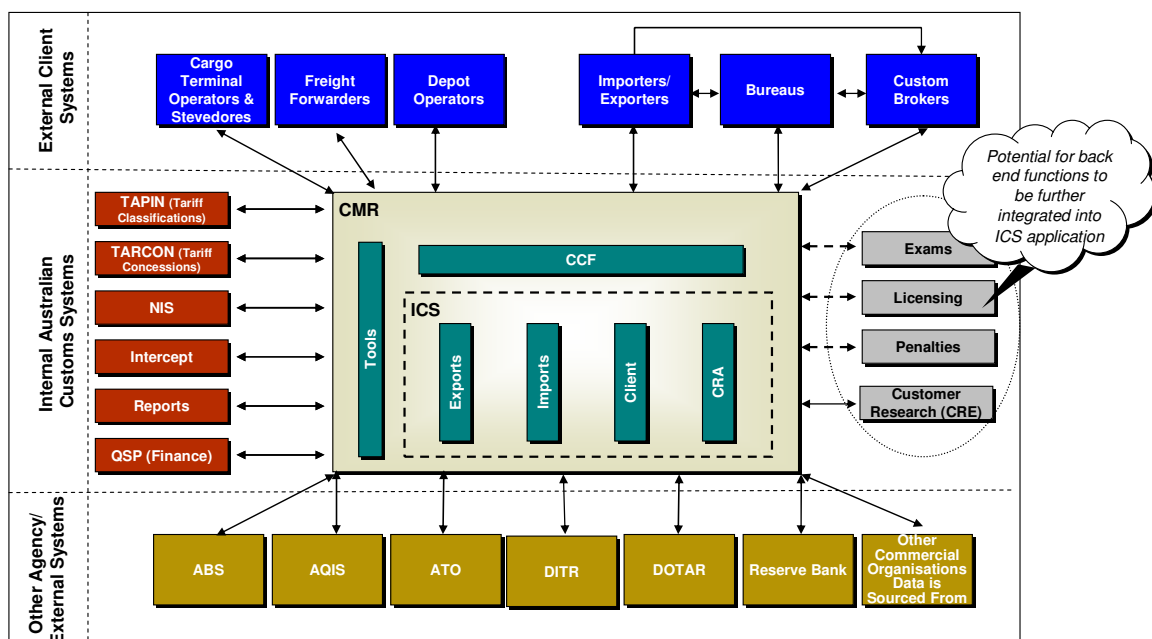 External Client
Systems
Cargo
Terminal
Operators &
Stevedores
Freight
Forwarders
Depot
Operators
Importers/
Exporters
Bureaus
Custom
Brokers
Potential for back
end functions to
be further
integrated into
ICS application
Internal Australian
Customs Systems
TAPIN (Tariff
Classifications)
TARCON (Tariff
Concessions)
NIS
Intercept
Reports
QSP (Finance)
CMR
Tools
CCF
ICS
Exports
Imports
Client
CRA
Exams
Licensing
Penalties
Customer
Research (CRE)
Other Agency/
External Systems
ABS
AQIS
ATO
DITR
DOTAR
Reserve Bank
Other
Commercial
Organisations
Data is
Sourced From